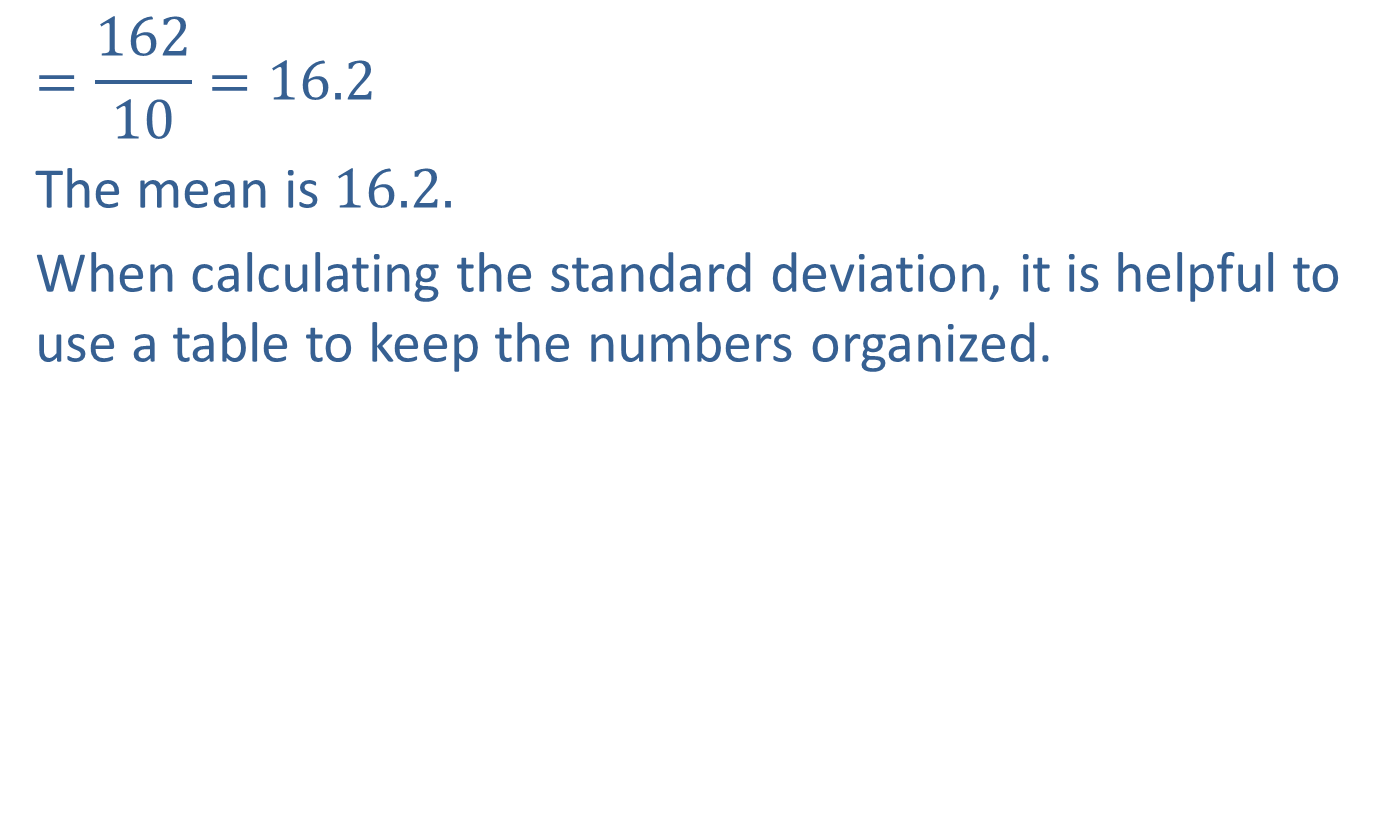 = 162/10 = 16.2
The mean is 16.2.
When calculating the standard deviation, it is helpful to
use a table to keep the numbers organized.